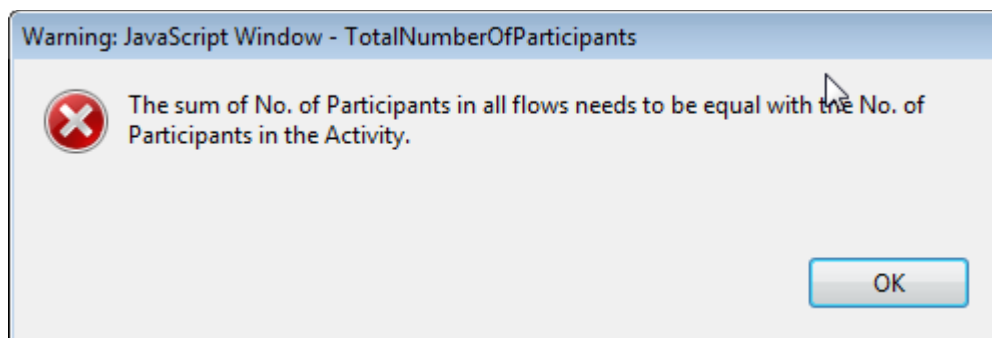 Warning: JavaScript Window - TotalNumberOfParticipants
The sum of No. of Participants in all flows needs to be equal with the No. of
Participants in the Activity.
OK